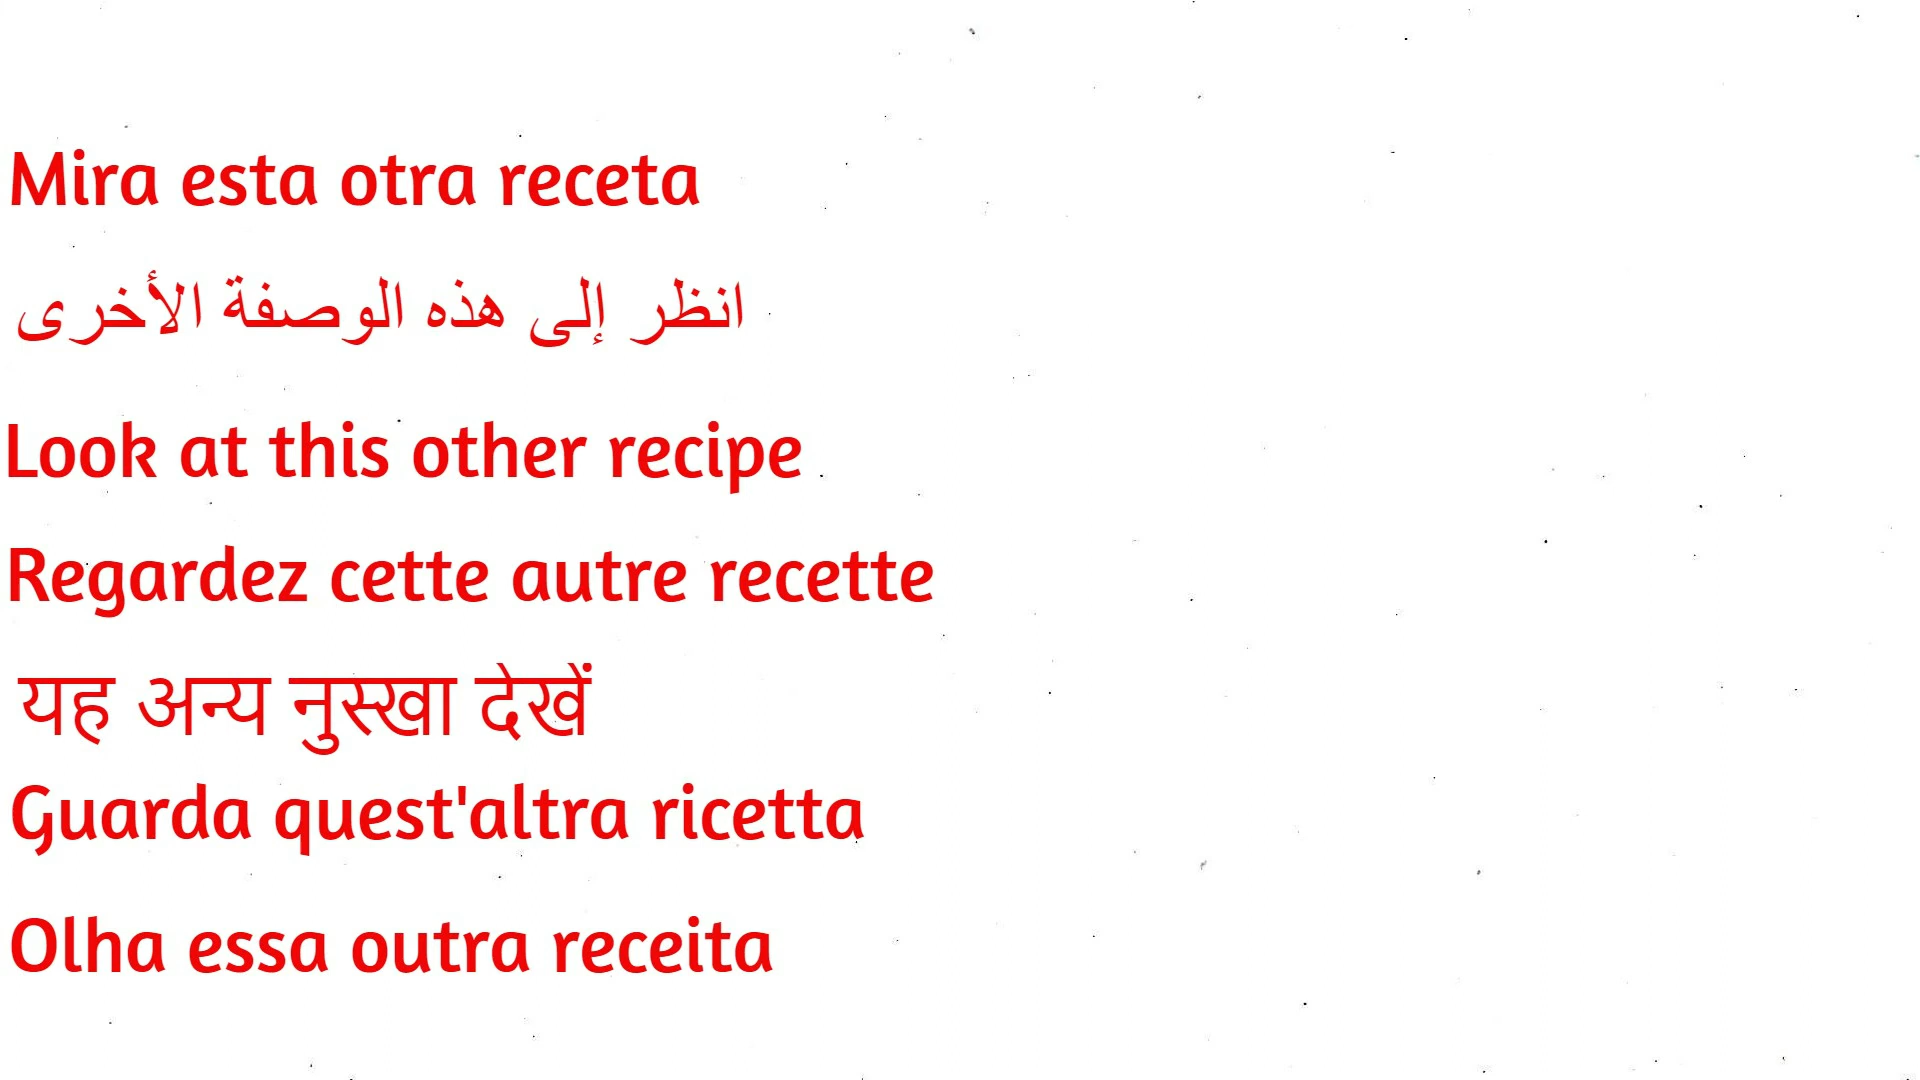 Mira esta otra receta
انظر إلى هذه الوصفة الأخرى
Look at this other recipe
Regardez cette autre recette
यह अन्य नुस्खा देखें
Guarda quest'altra ricetta
Olha essa outra receita